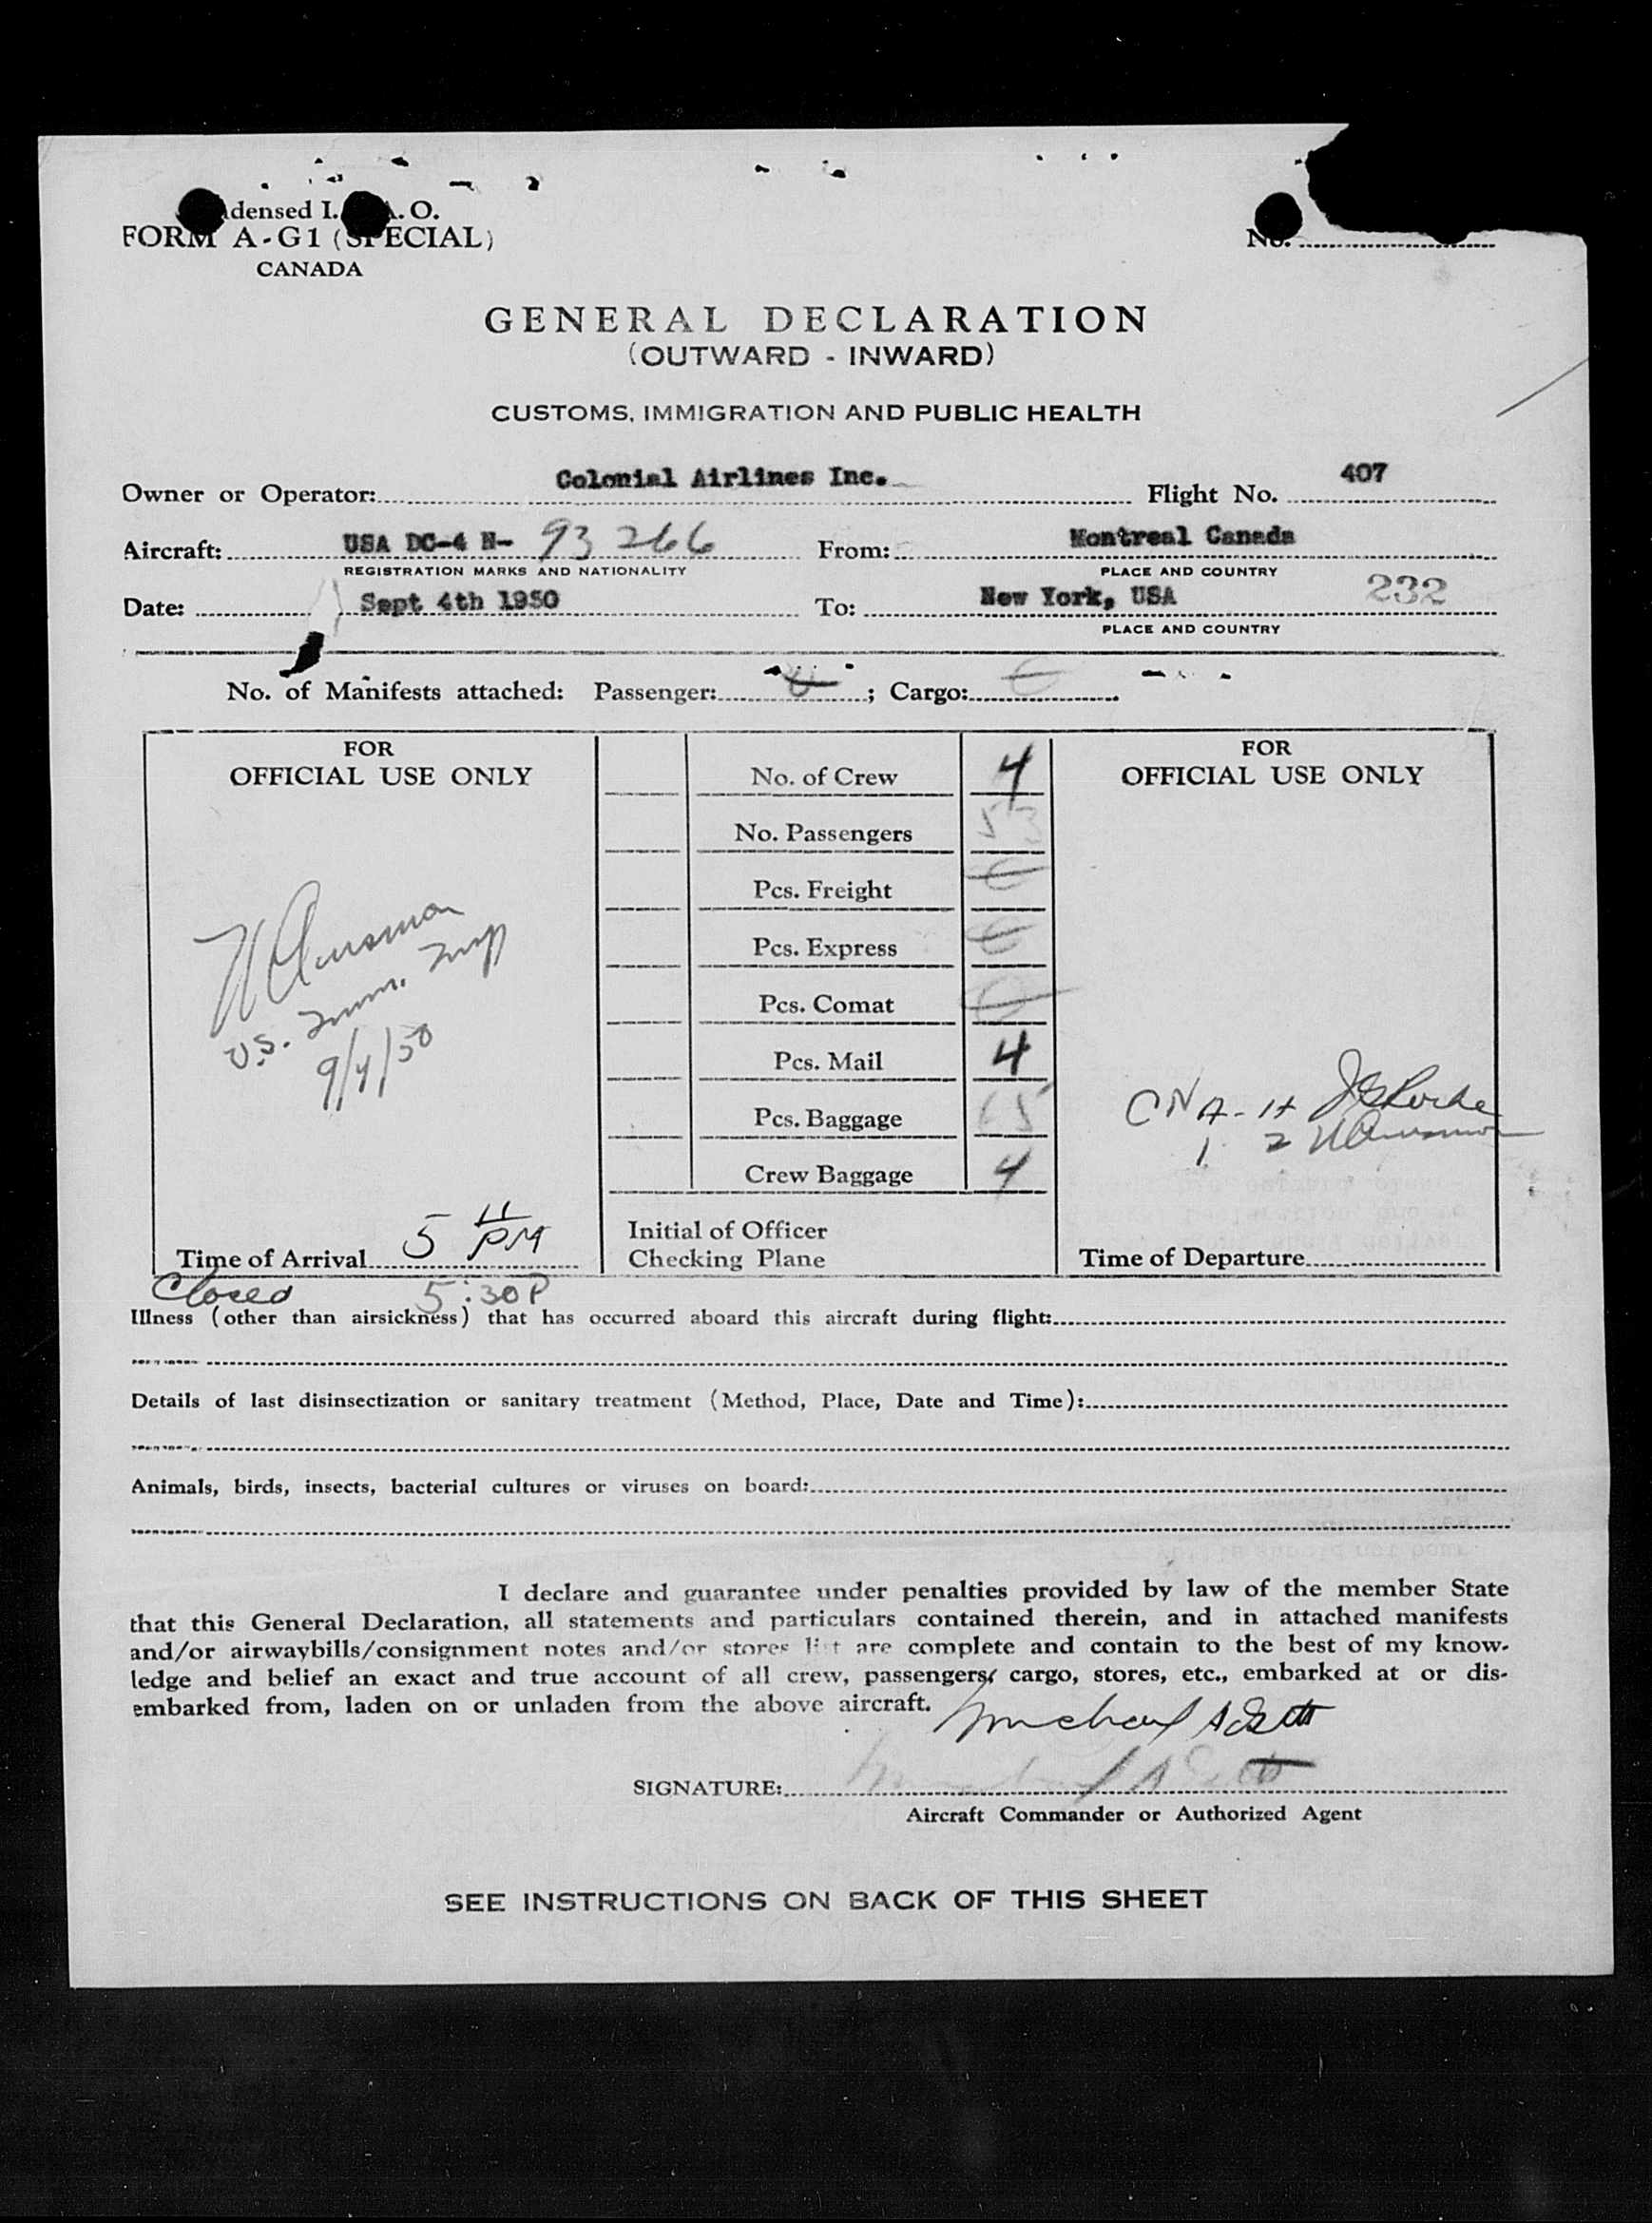 densed I. A. O.
FORM A-G1 (SPECIAL)
No.
CANADA
GENERAL DECLARATION
(OUTWARD - INWARD)
CUSTOMS, IMMIGRATION AND PUBLIC HEALTH
Owner or Operator: Colonial Airlines Inc. Flight No. 407
Aircraft: USA DC-4 N- 93266 From: Montreal Canada
REGISTRATION MARKS AND NATIONALITY PLACE AND COUNTRY
Date: Sept 4th 1950 To: New York, USA 232
PLACE AND COUNTRY
No. of Manifests attached: Passenger: ; Cargo: .
FOR
OFFICIAL USE ONLY
U.S. Imm. Insp
9/4/50
Time of Arrival 5 11 PM
Closed 5:30P
No. of Crew 4
No. Passengers 53
Pcs. Freight
Pcs. Express
Pcs. Comat
Pcs. Mail 4
Pcs. Baggage
Crew Baggage 4
Initial of Officer
Checking Plane
FOR
OFFICIAL USE ONLY
Time of Departure
Illness (other than airsickness) that has occurred aboard this aircraft during flight:
Details of last disinsectization or sanitary treatment (Method, Place, Date and Time):
Animals, birds, insects, bacterial cultures or viruses on board:
I declare and guarantee under penalties provided by law of the member State
that this General Declaration, all statements and particulars contained therein, and in attached manifests
and/or airwaybills/consignment notes and/or stores list are complete and contain to the best of my know-
ledge and belief an exact and true account of all crew, passengers, cargo, stores, etc., embarked at or dis-
embarked from, laden on or unladen from the above aircraft.
Michael A Scott
SIGNATURE: Michael A Scott
Aircraft Commander or Authorized Agent
SEE INSTRUCTIONS ON BACK OF THIS SHEET